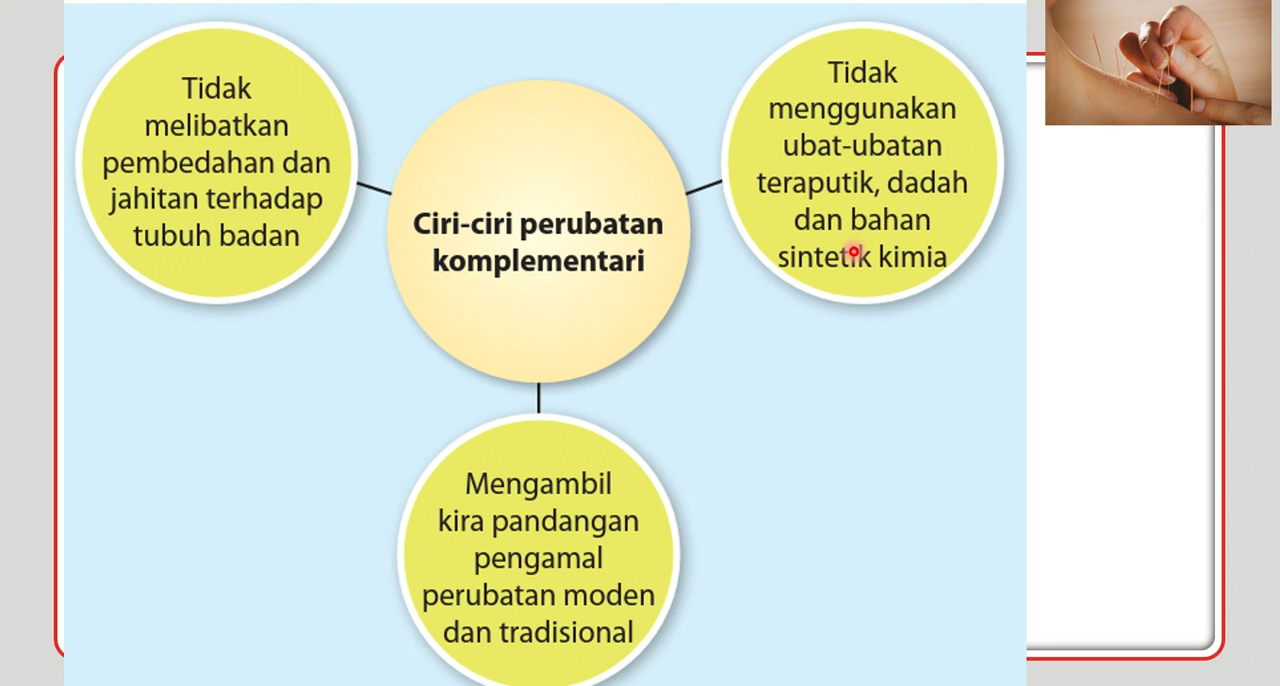 Tidak
melibatkan
pembedahan dan
jahitan terhadap
tubuh badan
Ciri-ciri perubatan
komplementari
Tidak
menggunakan
ubat-ubatan
teraputik, dadah
dan bahan
sintetik kimia
Mengambil
kira pandangan
pengamal
perubatan moden
dan tradisional